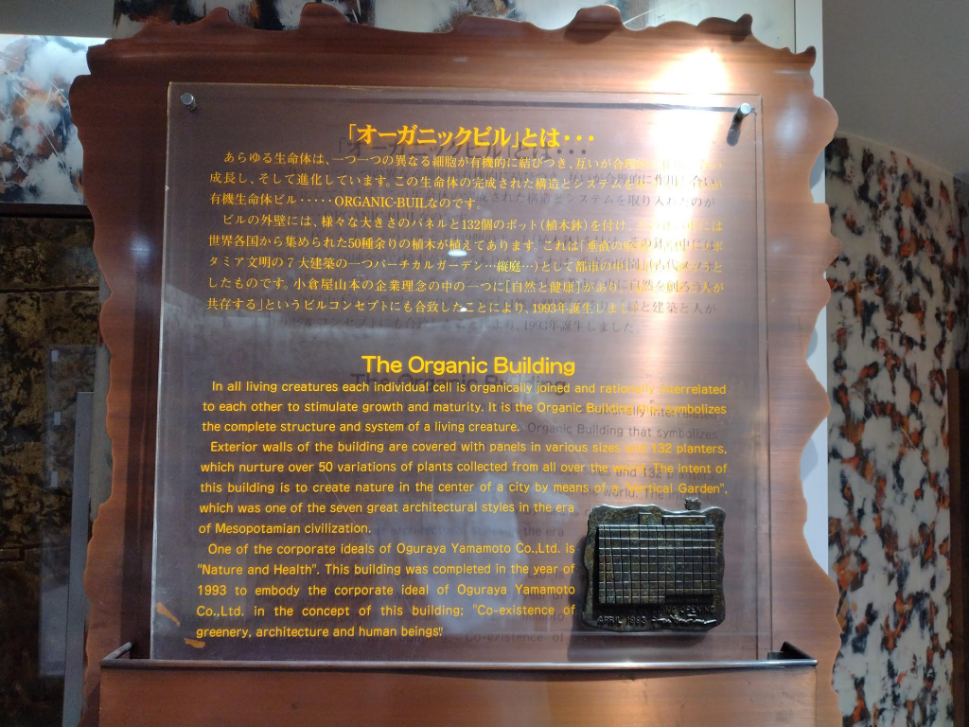 「オーガニックビル」とは・・・
あらゆる生命体は、一つ一つの異なる細胞が有機的に結びつき、互いが合理的に
成長し、そして進化しています。この生命体の完成された構造とシステムを
有機生命体ビル・・・・・ORGANIC-BUILなのです。
ビルの外壁には、様々な大きさのパネルと132個のポット(植木鉢)を付け、
世界各国から集められた50種余りの植木が植えてあります。これは「垂直の
タミア文明の7大建築の一つバーチカルガーデン…縦庭…)として都市の中に
したものです。小倉屋山本の企業理念の中の一つに[自然と健康]があり、自然を創る
共存する」というビルコンセプトにも合致したことにより、1993年誕生しました
The Organic Building
In all living creatures each individual cell is organically joined and rationally interrelated
to each other to stimulate growth and maturity. It is the Organic Building that symbolizes
the complete structure and system of a living creature.
Exterior walls of the building are covered with panels in various sizes and 132 planters,
which nurture over 50 variations of plants collected from all over the world. The intent of
this building is to create nature in the center of a city by means of a "Vertical Garden",
which was one of the seven great architectural styles in the era
of Mesopotamian civilization.
One of the corporate ideals of Oguraya Yamamoto Co.,Ltd. is
"Nature and Health". This building was completed in the year of
1993 to embody the corporate ideal of Oguraya Yamamoto
Co.,Ltd. in the concept of this building; "Co-existence of
greenery, architecture and human beings".
APRIL 1993